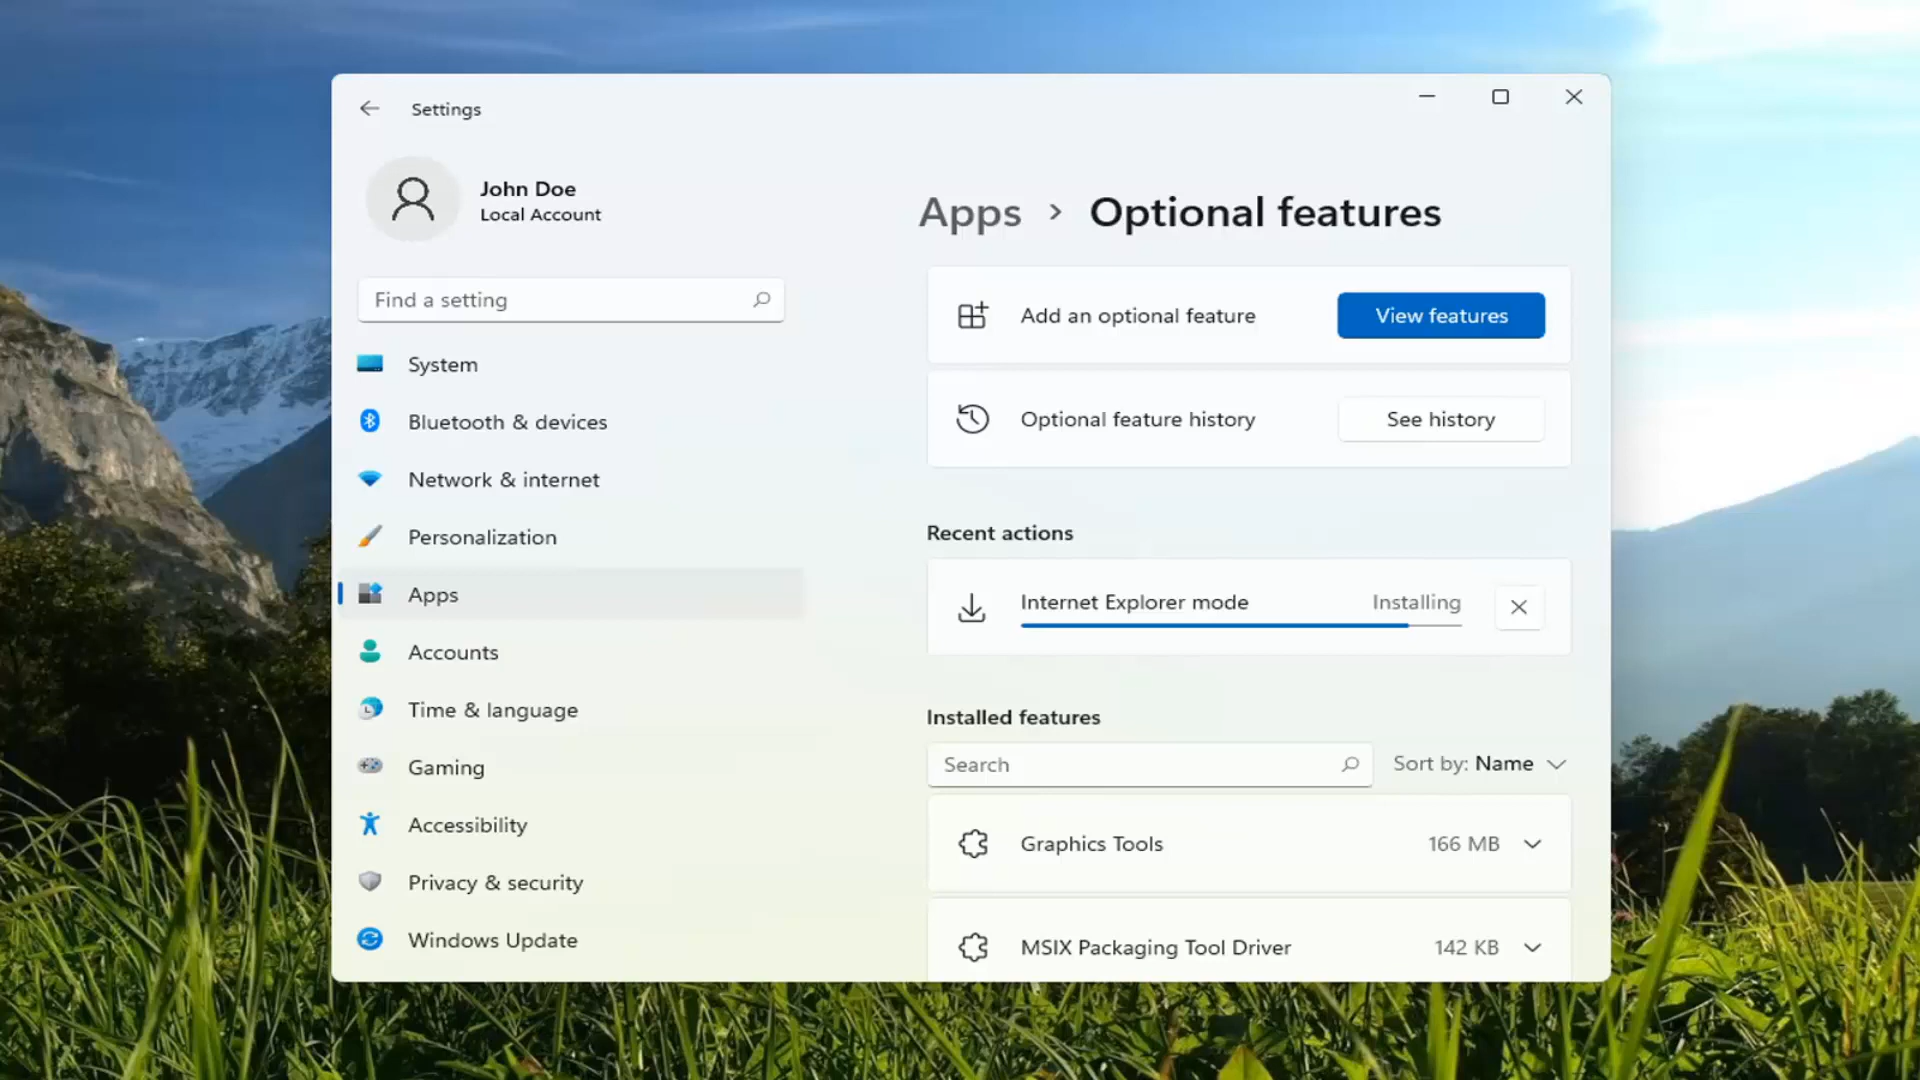 Settings
John Doe
Local Account
Find a setting
System
Bluetooth & devices
Network & internet
Personalization
Apps
Accounts
Time & language
Gaming
Accessibility
Privacy & security
Windows Update
Apps > Optional features
Add an optional feature View features
Optional feature history See history
Recent actions
Internet Explorer mode Installing
Installed features
Search Sort by: Name
Graphics Tools 166 MB
MSIX Packaging Tool Driver 142 KB